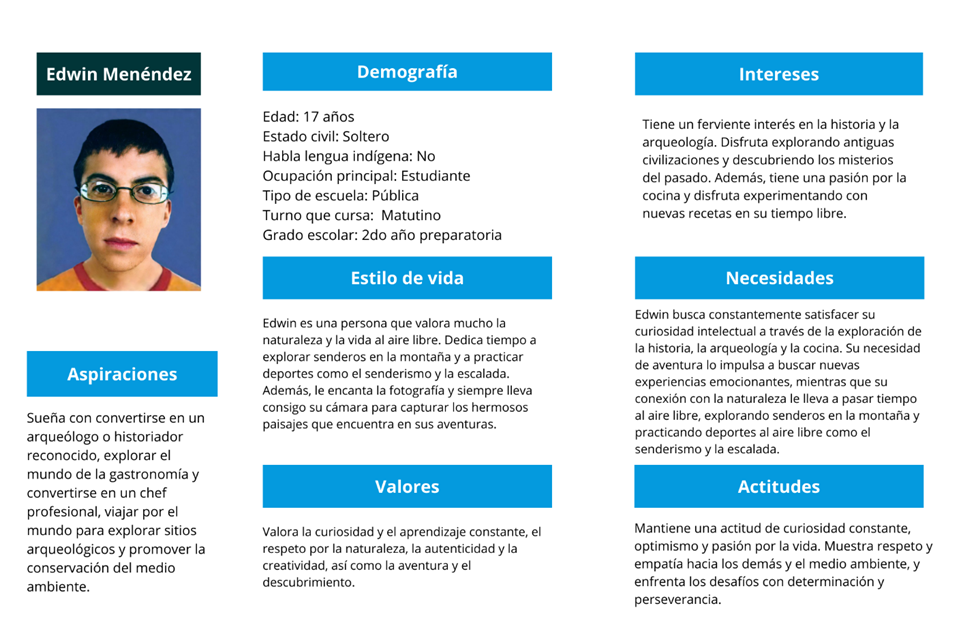 Edwin Menéndez
Aspiraciones
Sueña con convertirse en un
arqueólogo o historiador
reconocido, explorar el
mundo de la gastronomía y
convertirse en un chef
profesional, viajar por el
mundo para explorar sitios
arqueológicos y promover la
conservación del medio
ambiente.
Demografía
Edad: 17 años
Estado civil: Soltero
Habla lengua indígena: No
Ocupación principal: Estudiante
Tipo de escuela: Pública
Turno que cursa:  Matutino
Grado escolar: 2do año preparatoria
Estilo de vida
Edwin es una persona que valora mucho la
naturaleza y la vida al aire libre. Dedica tiempo a
explorar senderos en la montaña y a practicar
deportes como el senderismo y la escalada.
Además, le encanta la fotografía y siempre lleva
consigo su cámara para capturar los hermosos
paisajes que encuentra en sus aventuras.
Valores
Valora la curiosidad y el aprendizaje constante, el
respeto por la naturaleza, la autenticidad y la
creatividad, así como la aventura y el
descubrimiento.
Intereses
Tiene un ferviente interés en la historia y la
arqueología. Disfruta explorando antiguas
civilizaciones y descubriendo los misterios
del pasado. Además, tiene una pasión por la
cocina y disfruta experimentando con
nuevas recetas en su tiempo libre.
Necesidades
Edwin busca constantemente satisfacer su
curiosidad intelectual a través de la exploración de
la historia, la arqueología y la cocina. Su necesidad
de aventura lo impulsa a buscar nuevas
experiencias emocionantes, mientras que su
conexión con la naturaleza le lleva a pasar tiempo
al aire libre, explorando senderos en la montaña y
practicando deportes al aire libre como el
senderismo y la escalada.
Actitudes
Mantiene una actitud de curiosidad constante,
optimismo y pasión por la vida. Muestra respeto y
empatía hacia los demás y el medio ambiente, y
enfrenta los desafíos con determinación y
perseverancia.